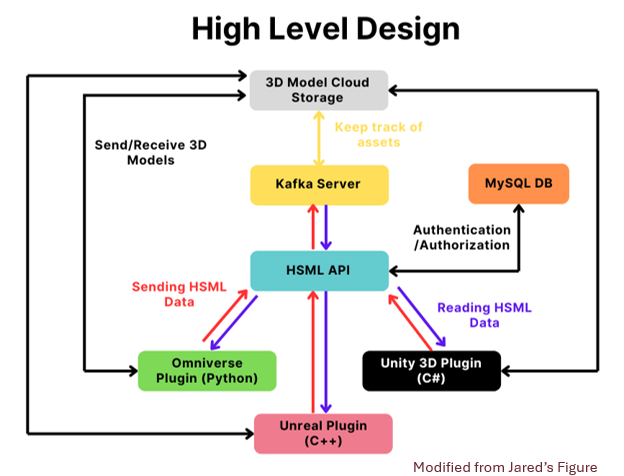 High Level Design
3D Model Cloud
Storage
Keep track of
assets
Send/Receive 3D
Models
Kafka Server
MySQL DB
Authentication
/Authorization
HSML API
Sending HSML
Data
Reading HSML
Data
Omniverse
Plugin (Python)
Unity 3D Plugin
(C#)
Unreal Plugin
(C++)
Modified from Jared's Figure